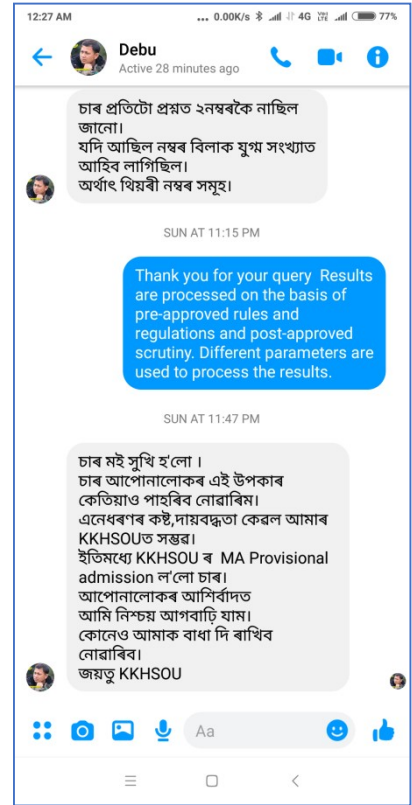 12:27 AM
... 0.00K/s 4G VoLTE 77%
Debu
Active 28 minutes ago
চাৰ প্ৰতিটো প্ৰশ্নত ২নম্বৰকৈ নাছিল
জানো।
যদি আছিল নম্বৰ বিলাক যুগ্ম সংখ্যাত
আহিব লাগিছিল।
অৰ্থাৎ থিয়ৰী নম্বৰ সমূহ।
SUN AT 11:15 PM
Thank you for your query Results
are processed on the basis of
pre-approved rules and
regulations and post-approved
scrutiny. Different parameters are
used to process the results.
SUN AT 11:47 PM
চাৰ মই সুখি হ'লো ।
চাৰ আপোনালোকৰ এই উপকাৰ
কেতিয়াও পাহৰিব নোৱাৰিম।
এনেধৰণৰ কষ্ট,দায়বদ্ধতা কেৱল আমাৰ
KKHSOUত সম্ভৱ।
ইতিমধ্যে KKHSOU ৰ MA Provisional
admission ল'লো চাৰ।
আপোনালোকৰ আশিৰ্বাদত
আমি নিশ্চয় আগবাঢ়ি যাম।
কোনেও আমাক বাধা দি ৰাখিব
নোৱাৰিব।
জয়তু KKHSOU
Aa